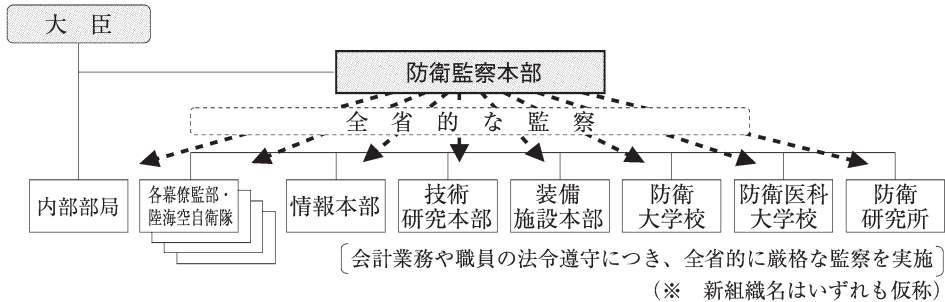 大 臣
防衛監察本部
全 省 的 な 監 察
内部部局
各幕僚監部・
陸海空自衛隊
情報本部
技術
研究本部
装備
施設本部
防衛
大学校
防衛医科
大学校
防衛
研究所
会計業務や職員の法令遵守につき、全省的に厳格な監察を実施
（※ 新組織名はいずれも仮称）